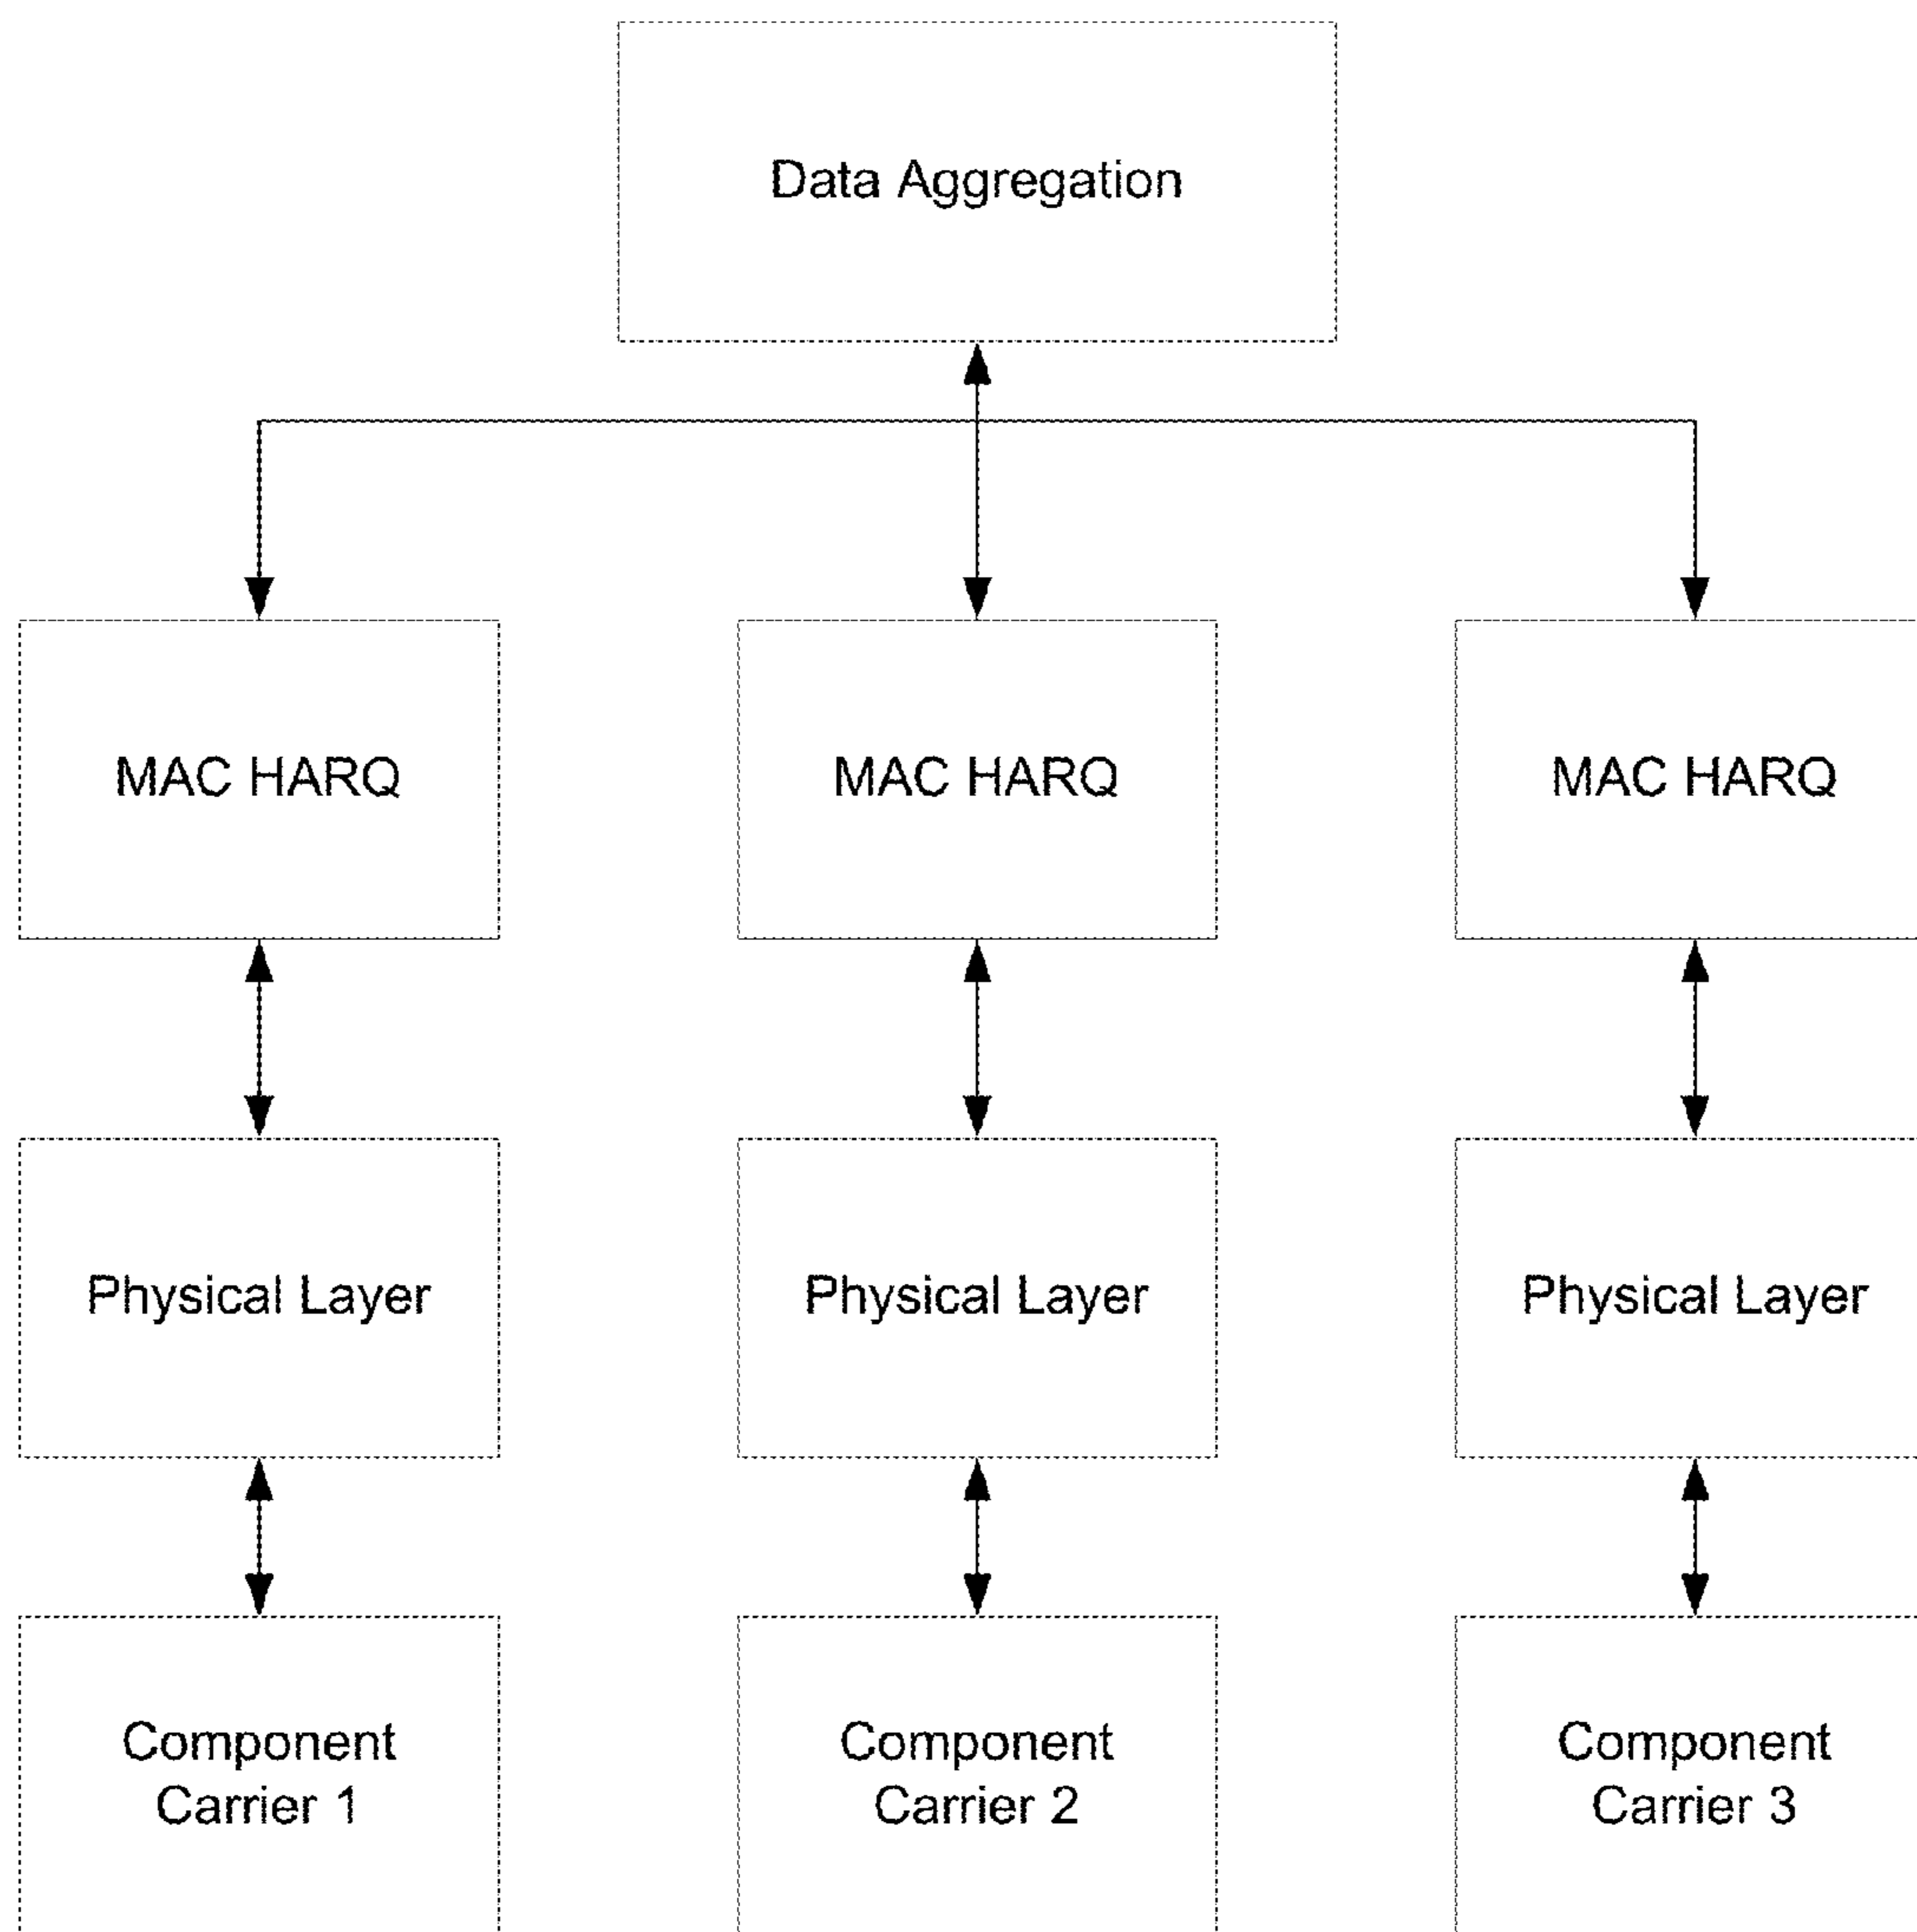 Data Aggregation
MAC HARQ
MAC HARQ
MAC HARQ
Physical Layer
Physical Layer
Physical Layer
Component
Carrier 1
Component
Carrier 2
Component
Carrier 3